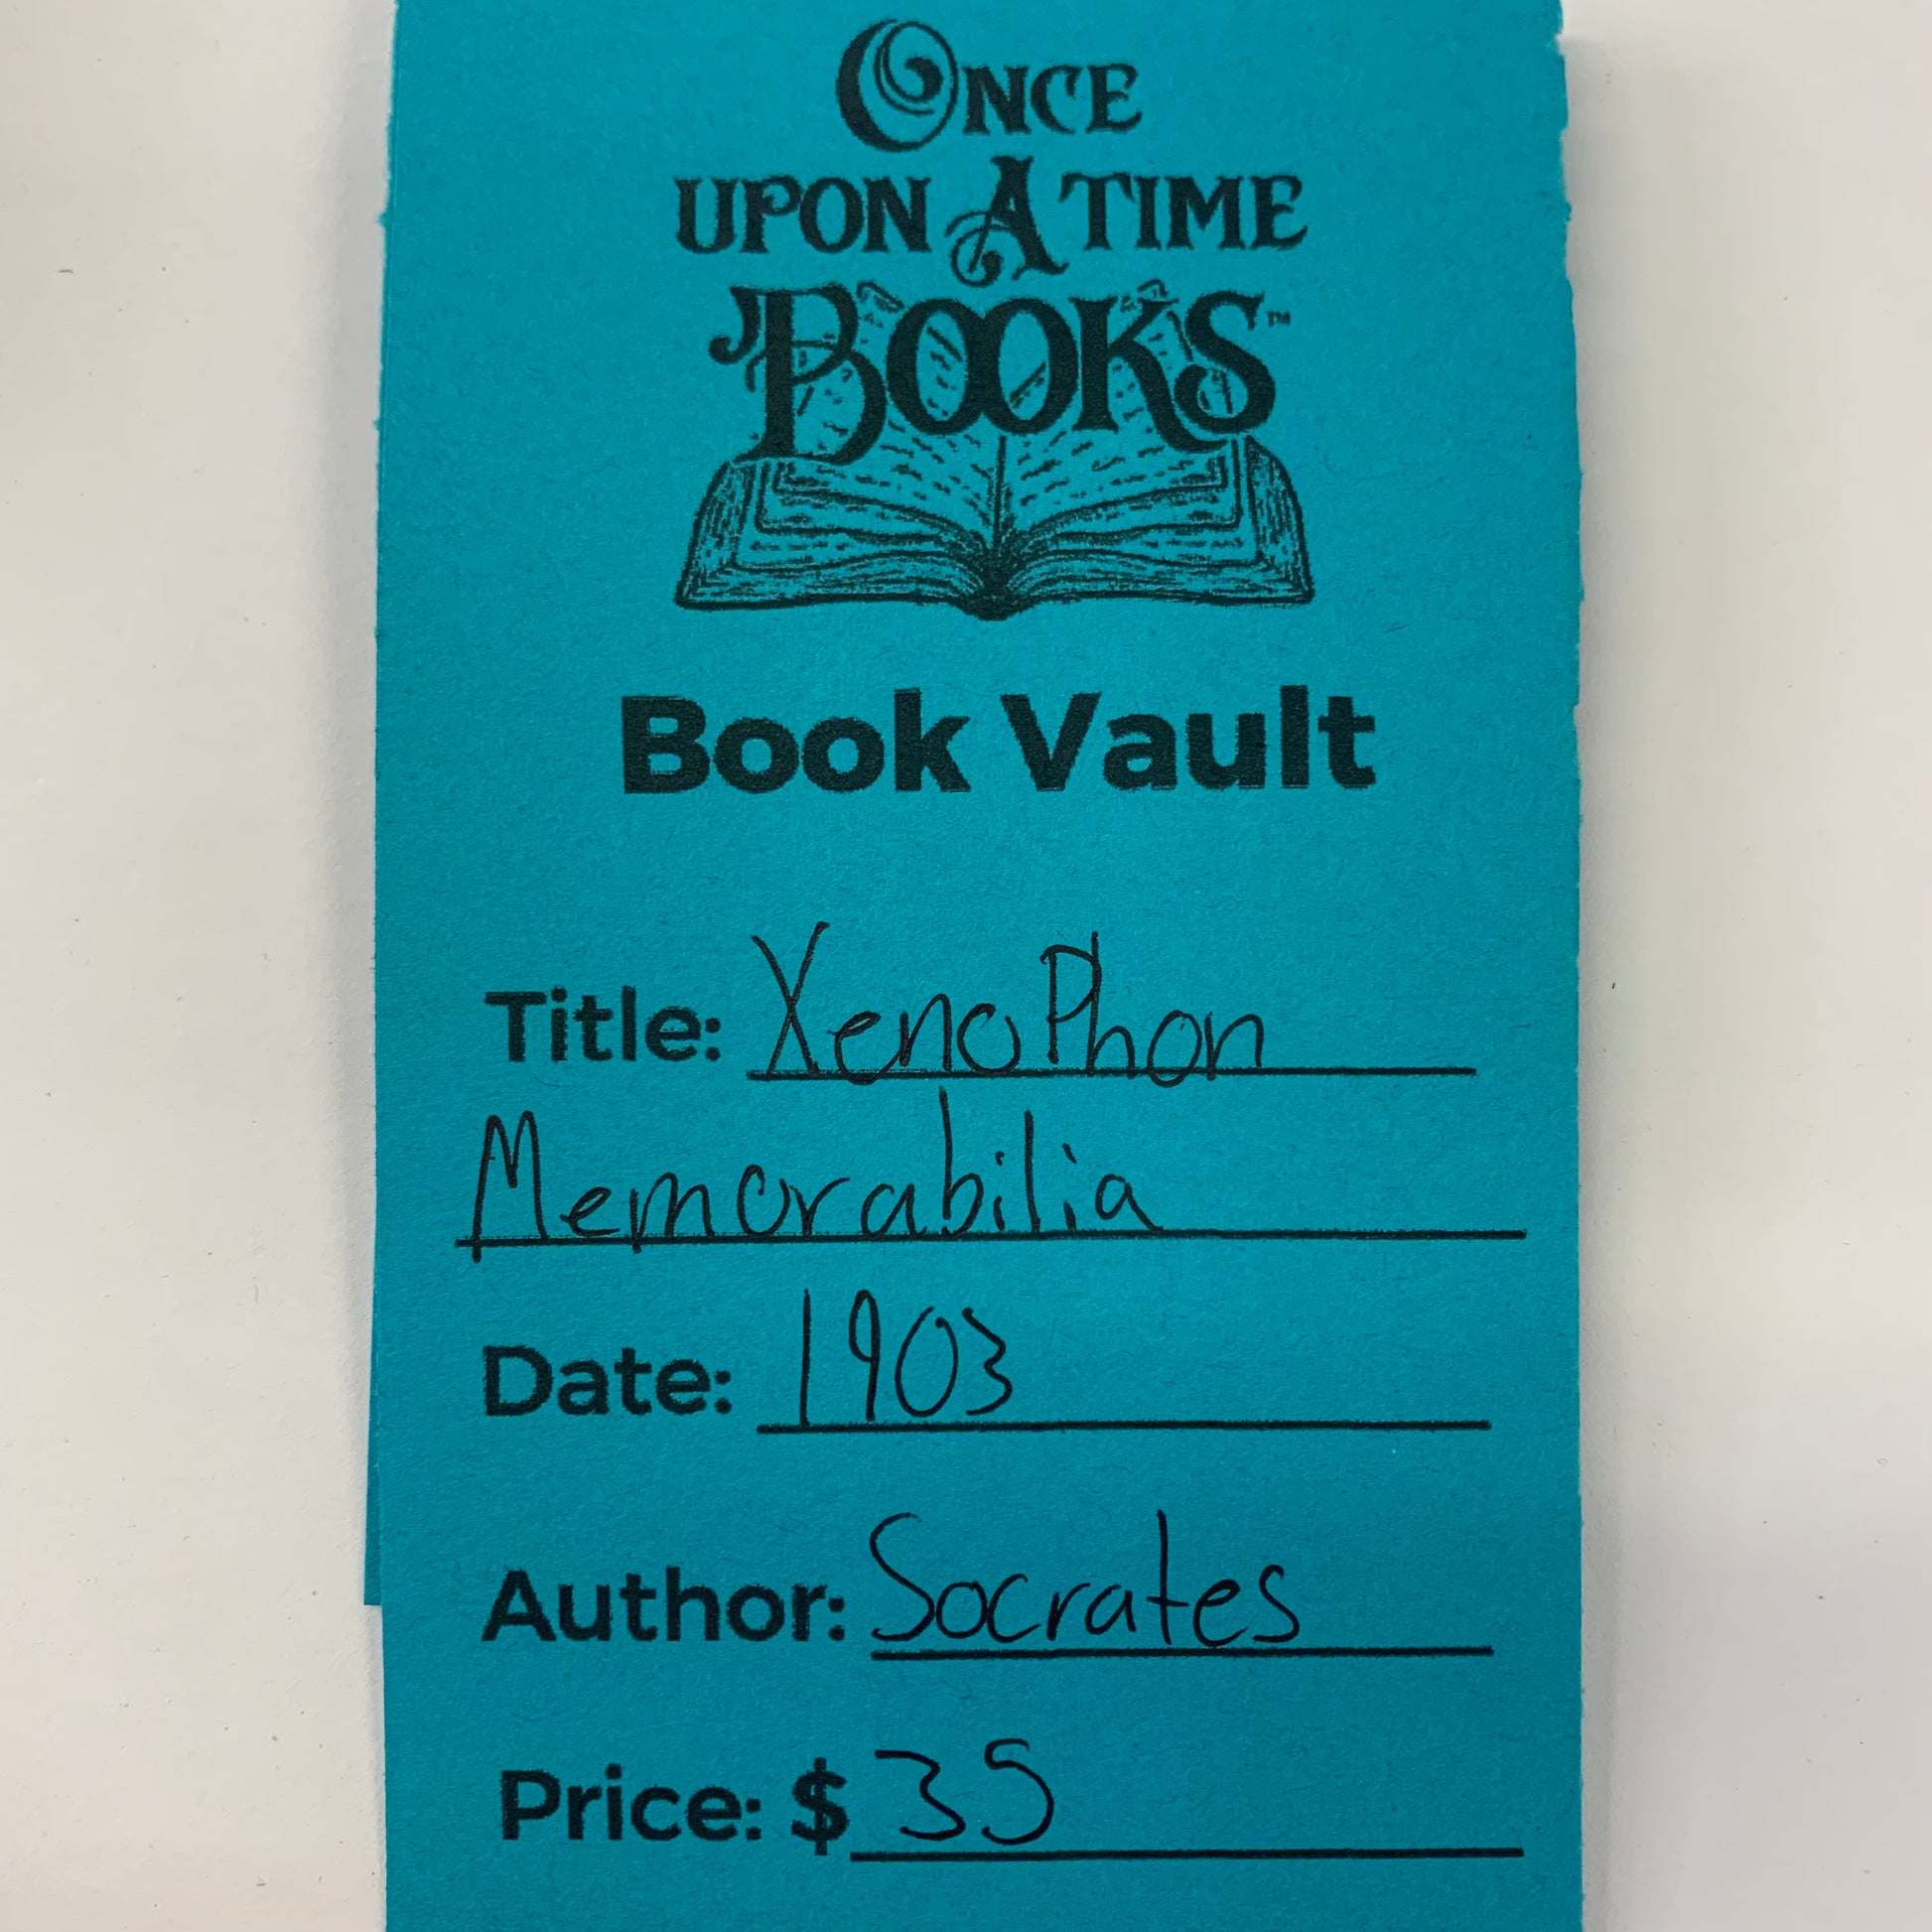 ONCE
UPON A TIME
BOOKS™
Book Vault
Title: XenoPhon
Memorabilia
Date: 1903
Author: Socrates
Price: $ 35